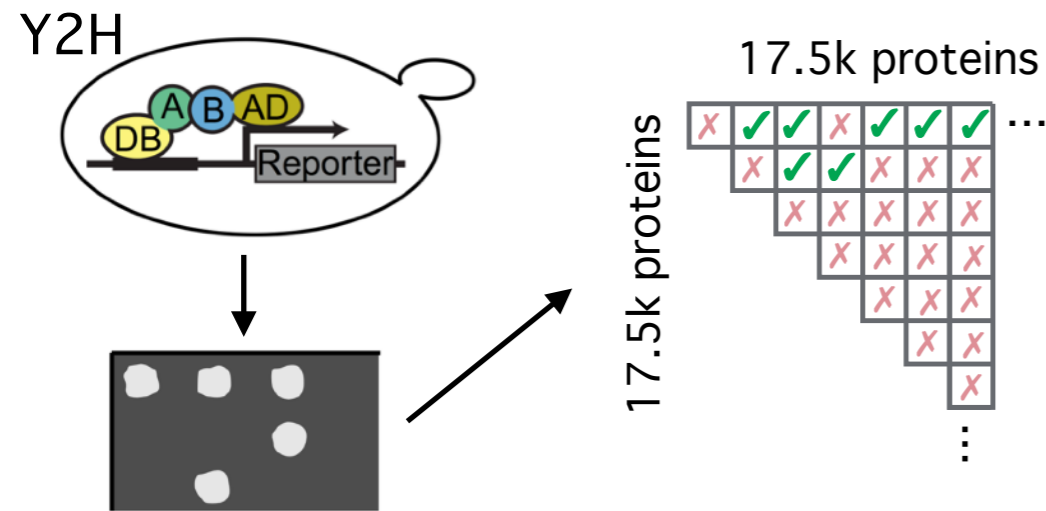 Y2H
17.5k proteins
A B AD
DB
Reporter
17.5k proteins
...
⋮